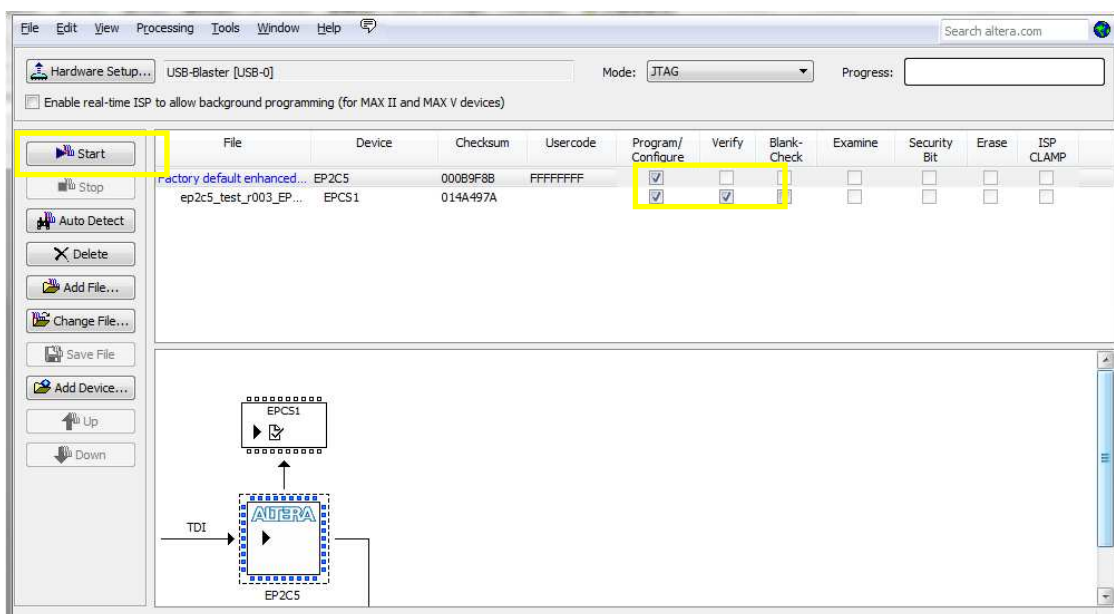 File Edit View Processing Tools Window Help Search altera.com
Hardware Setup... USB-Blaster [USB-0] Mode: JTAG Progress:
Enable real-time ISP to allow background programming (for MAX II and MAX V devices)
File Device Checksum Usercode Program/ Configure Verify Blank- Check Examine Security Bit Erase ISP CLAMP
Factory default enhanced... EP2C5 000B9F8B FFFFFFFF
ep2c5_test_r003_EP... EPCS1 014A497A
Start
Stop
Auto Detect
Delete
Add File...
Change File...
Save File
Add Device...
Up
Down
EPCS1
TDI
ALTERA
EP2C5